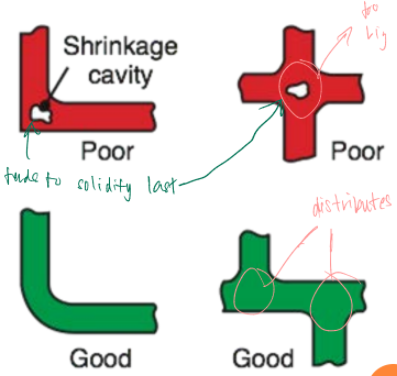 too
big
Shrinkage
cavity
Poor
Poor
tends to solidify last
distributes
Good
Good